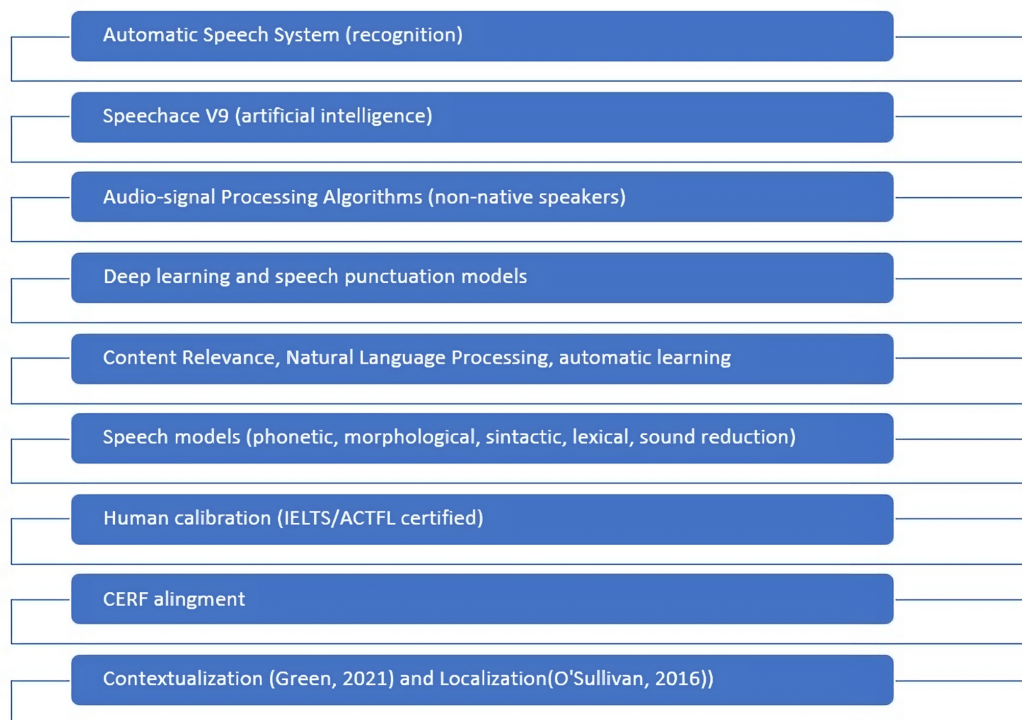 Automatic Speech System (recognition)
Speechace V9 (artificial intelligence)
Audio-signal Processing Algorithms (non-native speakers)
Deep learning and speech punctuation models
Content Relevance, Natural Language Processing, automatic learning
Speech models (phonetic, morphological, sintactic, lexical, sound reduction)
Human calibration (IELTS/ACTFL certified)
CERF alingment
Contextualization (Green, 2021) and Localization(O'Sullivan, 2016))